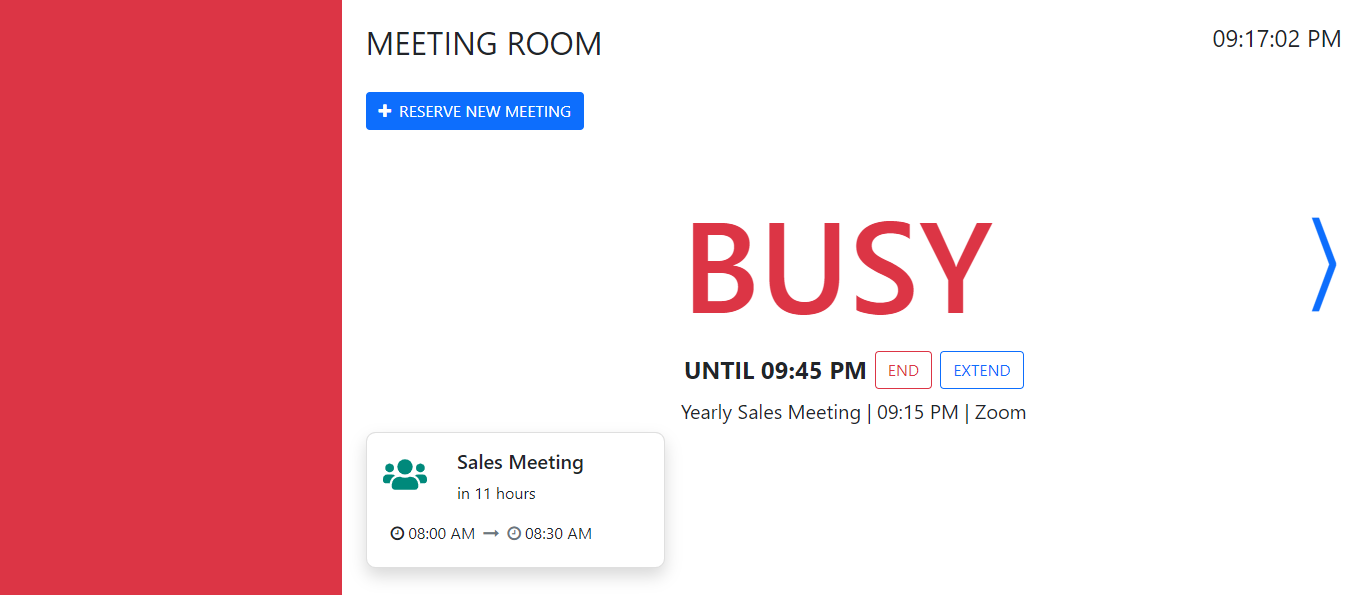 MEETING ROOM
09:17:02 PM
RESERVE NEW MEETING
BUSY
UNTIL 09:45 PM END EXTEND
Yearly Sales Meeting | 09:15 PM | Zoom
Sales Meeting
in 11 hours
08:00 AM → 08:30 AM